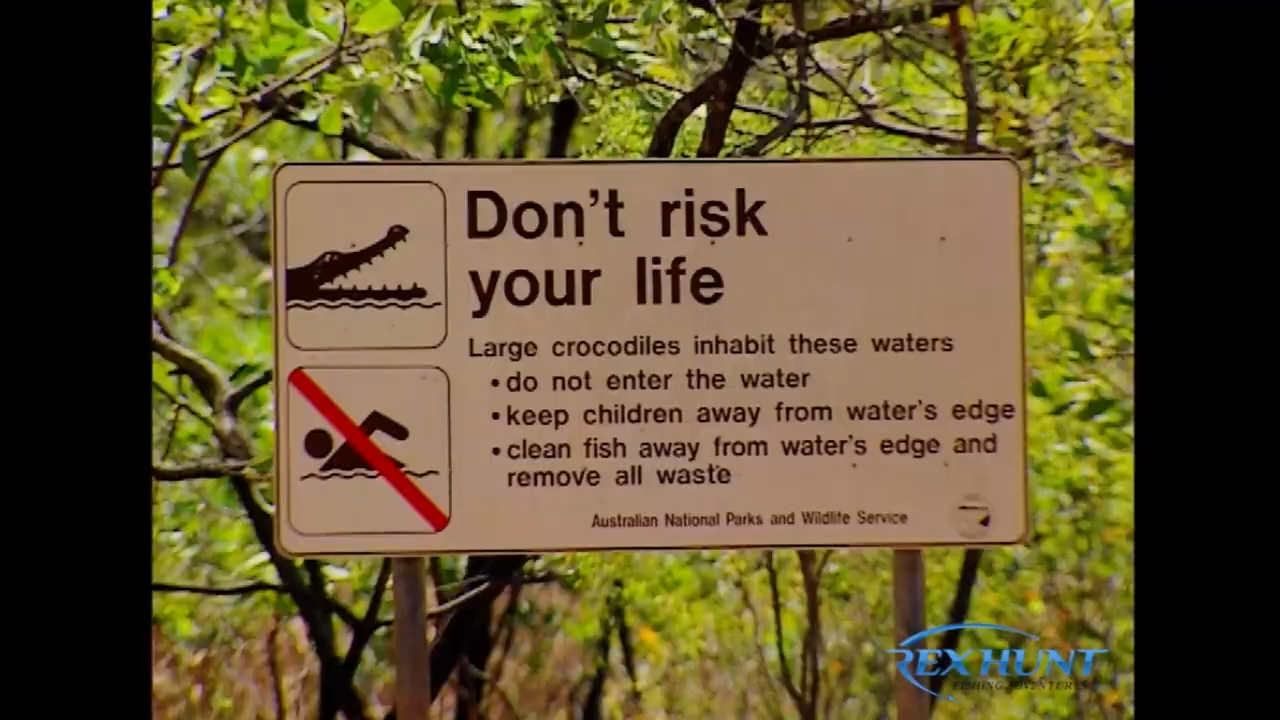 Don't risk
your life
Large crocodiles inhabit these waters
•do not enter the water
•keep children away from water's edge
•clean fish away from water's edge and
remove all waste
Australian National Parks and Wildlife Service
REX HUNT
FISHING ADVENTURES